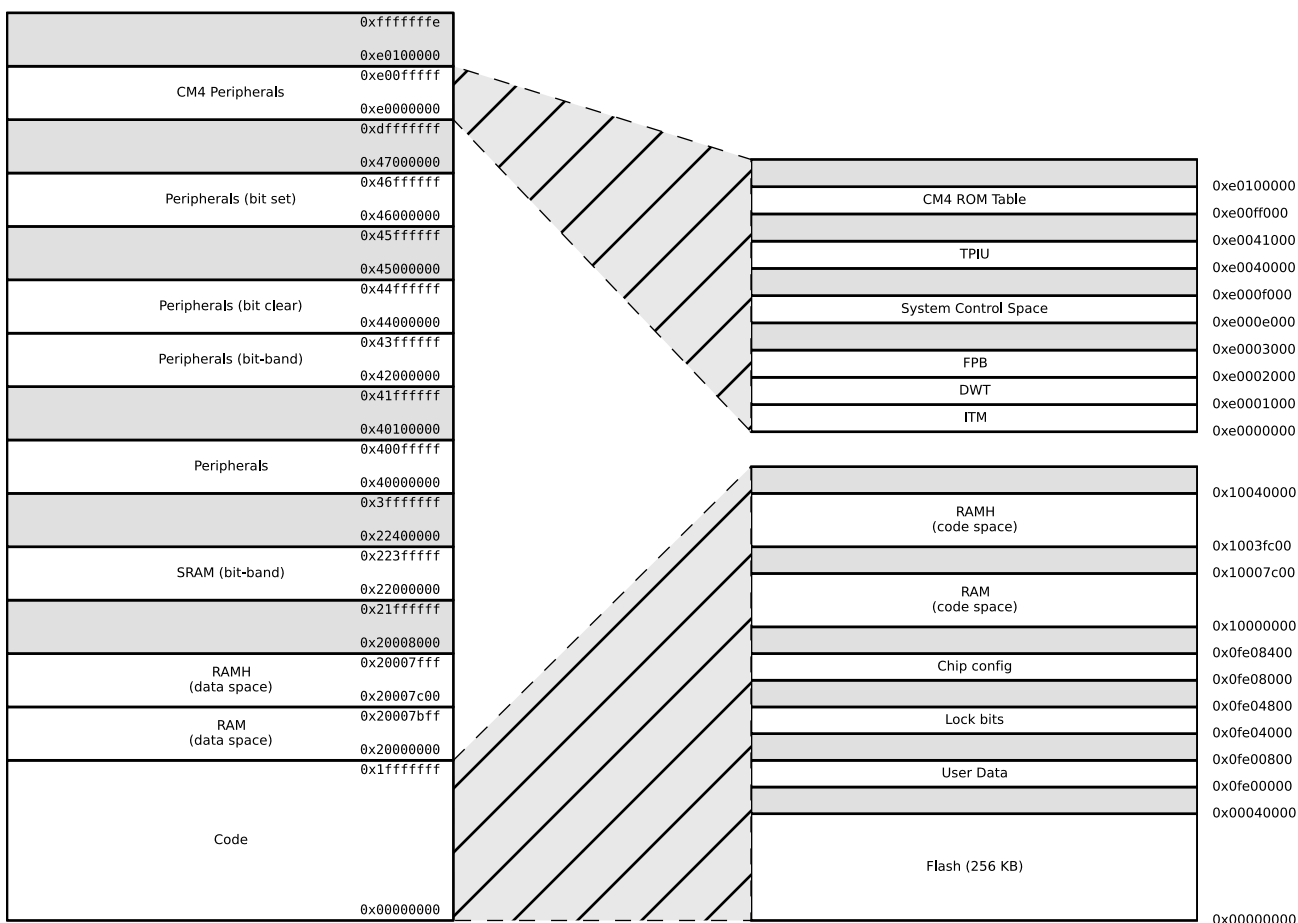 0xfffffffe
0xe0100000
0xe00fffff
CM4 Peripherals
0xe0000000
0xdfffffff
0x47000000
0x46ffffff
Peripherals (bit set)
0x46000000
0x45ffffff
0x45000000
0x44ffffff
Peripherals (bit clear)
0x44000000
0x43ffffff
Peripherals (bit-band)
0x42000000
0x41ffffff
0x40100000
0x400fffff
Peripherals
0x40000000
0x3fffffff
0x22400000
0x223fffff
SRAM (bit-band)
0x22000000
0x21ffffff
0x20008000
0x20007fff
RAMH
(data space)
0x20007c00
0x20007bff
RAM
(data space)
0x20000000
0x1fffffff
Code
0x00000000
0xe0100000
CM4 ROM Table
0xe00ff000
0xe0041000
TPIU
0xe0040000
0xe000f000
System Control Space
0xe000e000
0xe0003000
FPB
0xe0002000
DWT
0xe0001000
ITM
0xe0000000
0x10040000
RAMH
(code space)
0x1003fc00
0x10007c00
RAM
(code space)
0x10000000
0x0fe08400
Chip config
0x0fe08000
0x0fe04800
Lock bits
0x0fe04000
0x0fe00800
User Data
0x0fe00000
0x00040000
Flash (256 KB)
0x00000000